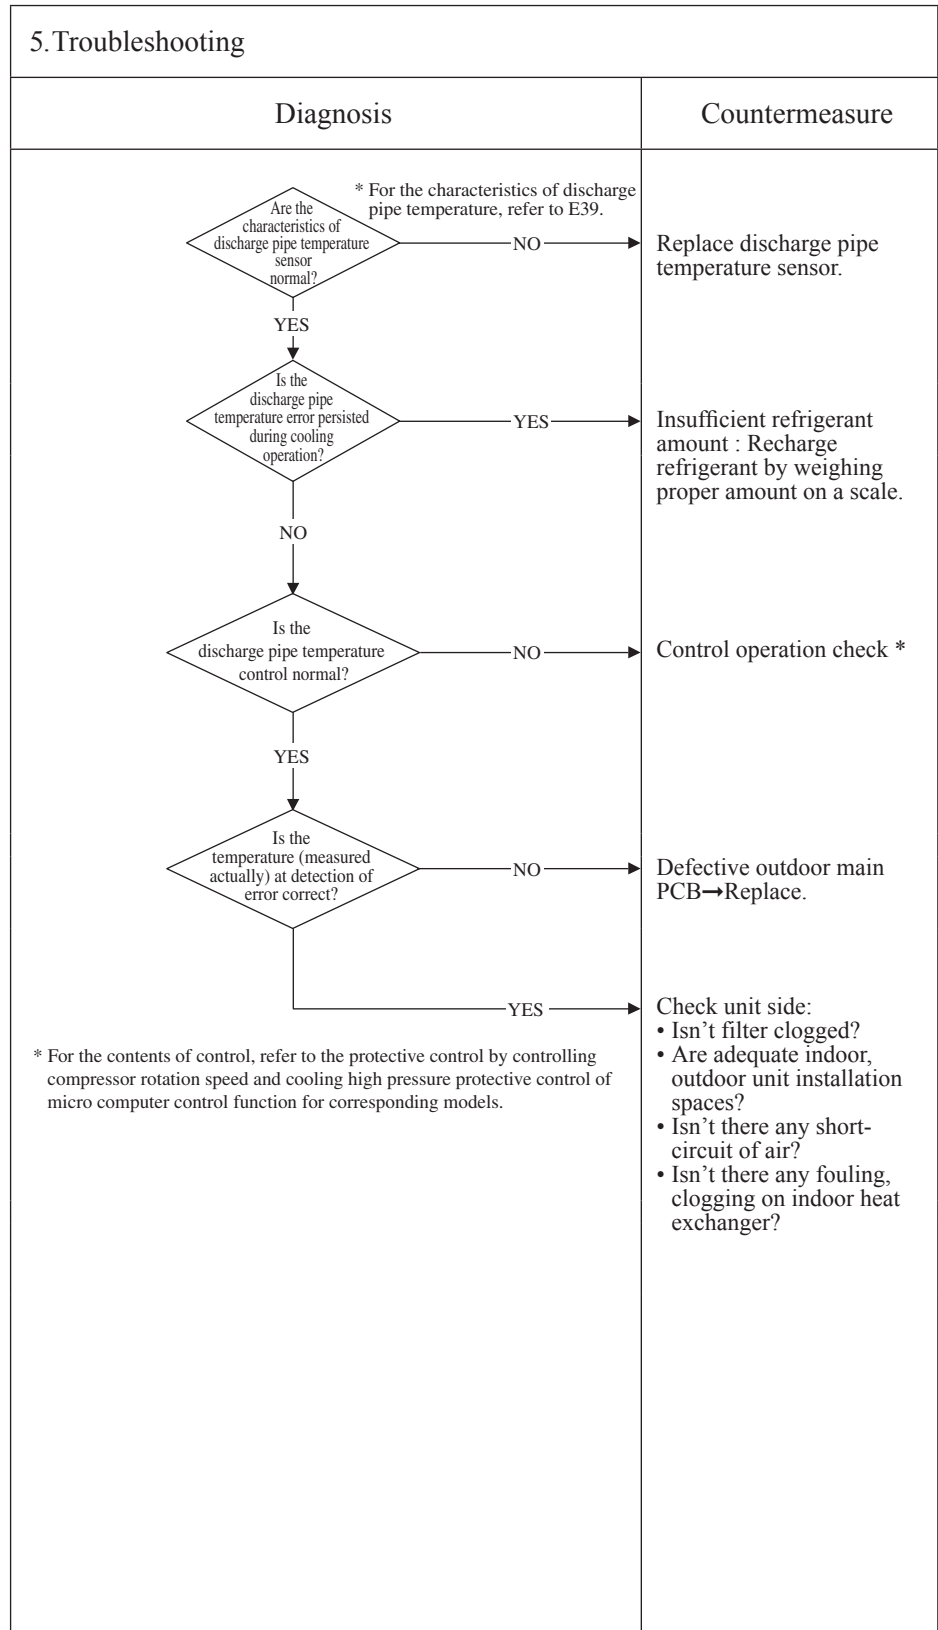 5.Troubleshooting
Diagnosis
Countermeasure
* For the characteristics of discharge
pipe temperature, refer to E39.
Are the
characteristics of
discharge pipe temperature
sensor
normal?
NO
Replace discharge pipe
temperature sensor.
YES
Is the
discharge pipe
temperature error persisted
during cooling
operation?
YES
Insufficient refrigerant
amount : Recharge
refrigerant by weighing
proper amount on a scale.
NO
Is the
discharge pipe temperature
control normal?
NO
Control operation check *
YES
Is the
temperature (measured
actually) at detection of
error correct?
NO
Defective outdoor main
PCB→Replace.
YES
Check unit side:
• Isn’t filter clogged?
• Are adequate indoor,
outdoor unit installation
spaces?
• Isn’t there any short-
circuit of air?
• Isn’t there any fouling,
clogging on indoor heat
exchanger?
* For the contents of control, refer to the protective control by controlling
compressor rotation speed and cooling high pressure protective control of
micro computer control function for corresponding models.